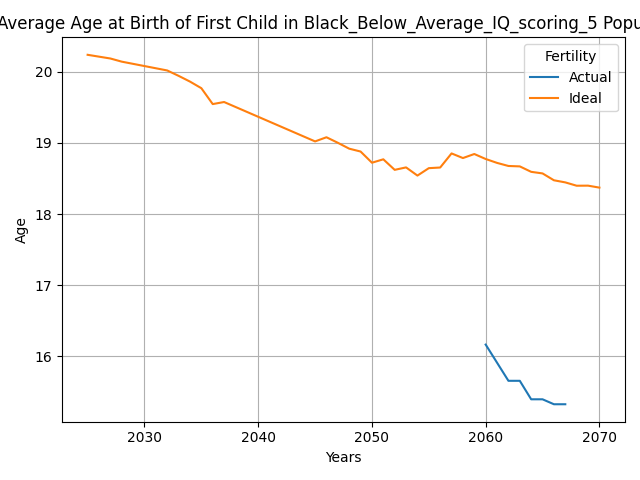 Average Age at Birth of First Child in Black_Below_Average_IQ_scoring_5 Popu
Fertility
Actual
Ideal
20
19
18
17
16
Age
2030 2040 2050 2060 2070
Years